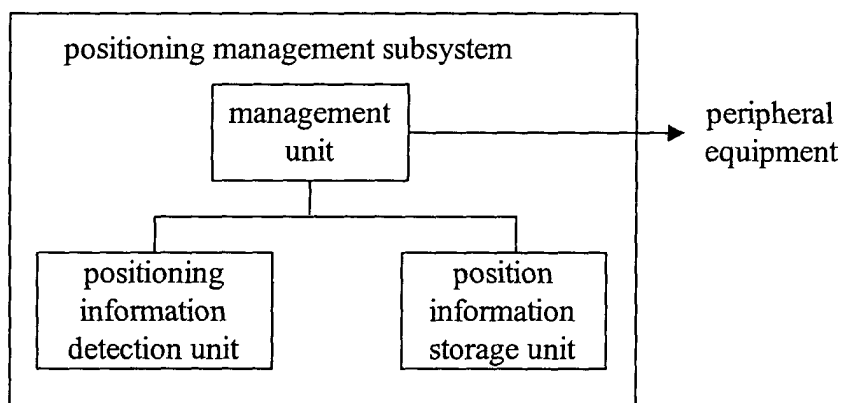 positioning management subsystem
management
unit
peripheral
equipment
positioning
information
detection unit
position
information
storage unit